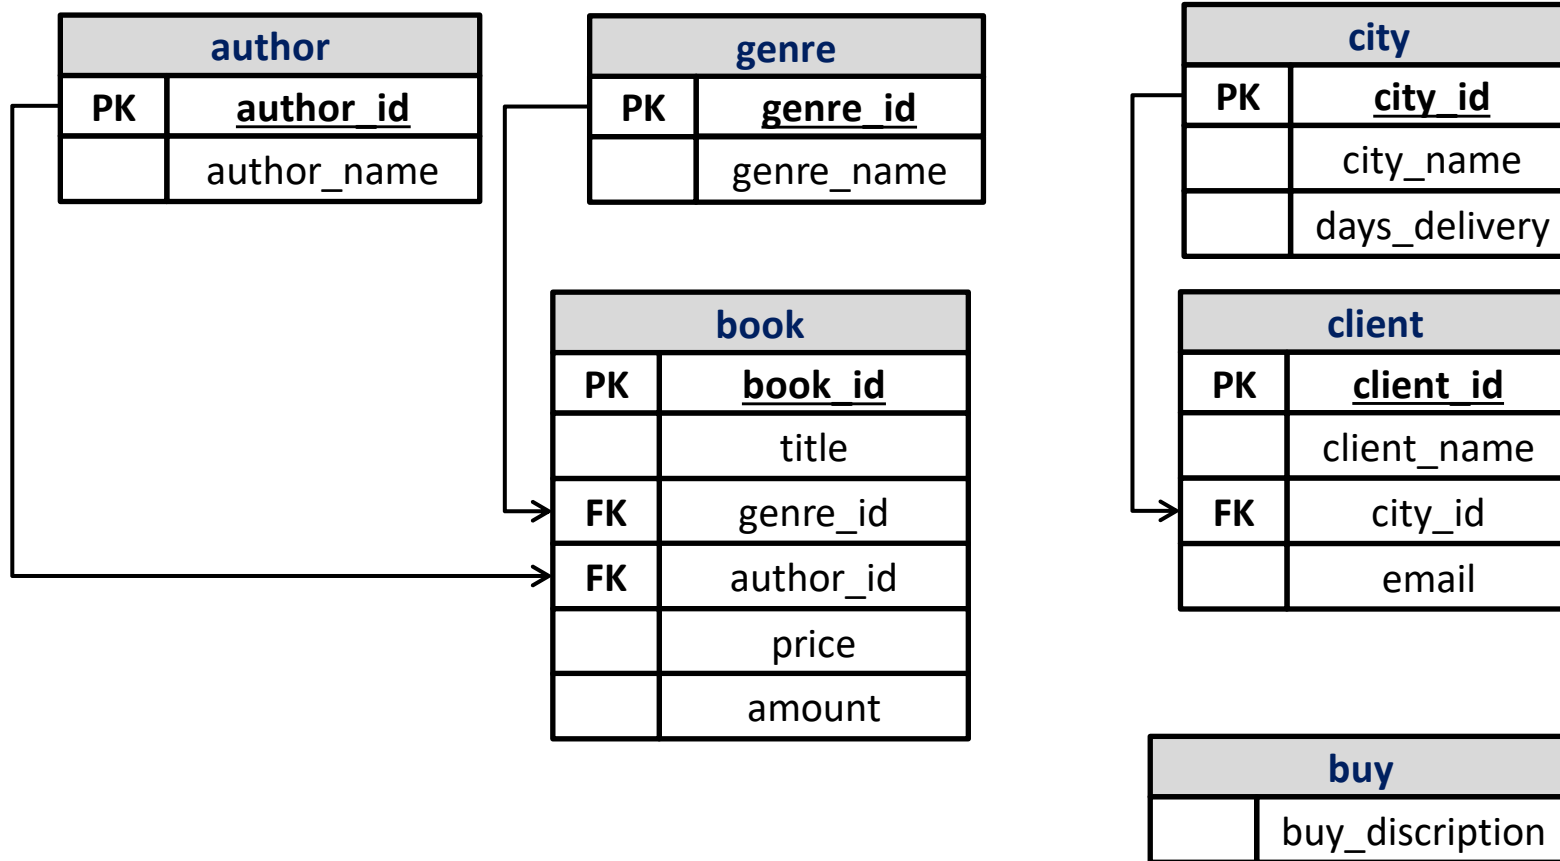 author
PK author_id
author_name
genre
PK genre_id
genre_name
city
PK city_id
city_name
days_delivery
book
PK book_id
title
FK genre_id
FK author_id
price
amount
client
PK client_id
client_name
FK city_id
email
buy
buy_discription